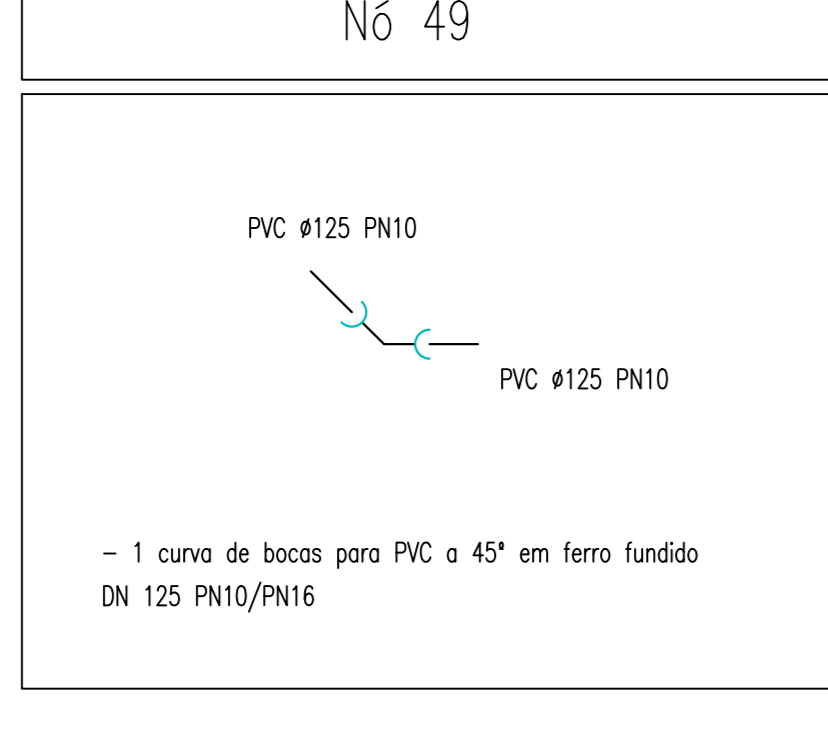 Nó 49
PVC ø125 PN10
PVC ø125 PN10
– 1 curva de bocas para PVC a 45° em ferro fundido
DN 125 PN10/PN16